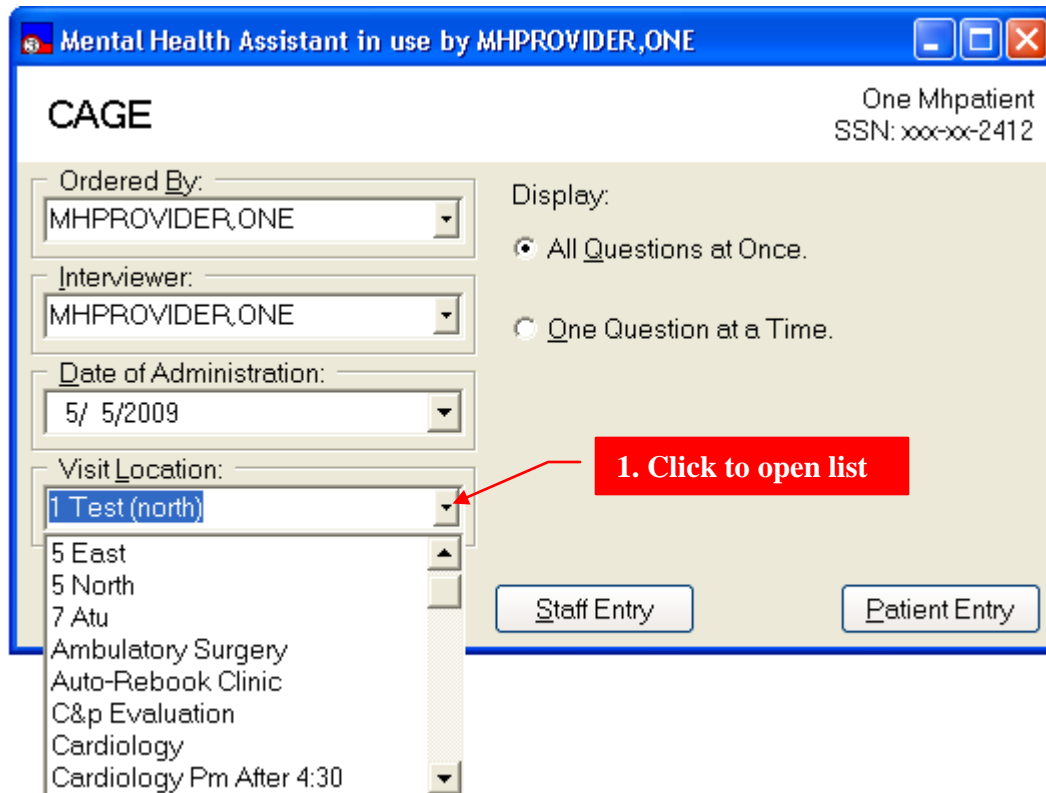 Mental Health Assistant in use by MHPROVIDER,ONE
CAGE
One Mhpatient
SSN: xxx-xx-2412
Ordered By:
MHPROVIDER,ONE
Interviewer:
MHPROVIDER,ONE
Date of Administration:
5/ 5/2009
Visit Location:
1 Test (north)
5 East
5 North
7 Atu
Ambulatory Surgery
Auto-Rebook Clinic
C&p Evaluation
Cardiology
Cardiology Pm After 4:30
Display:
All Questions at Once.
One Question at a Time.
1. Click to open list
Staff Entry
Patient Entry